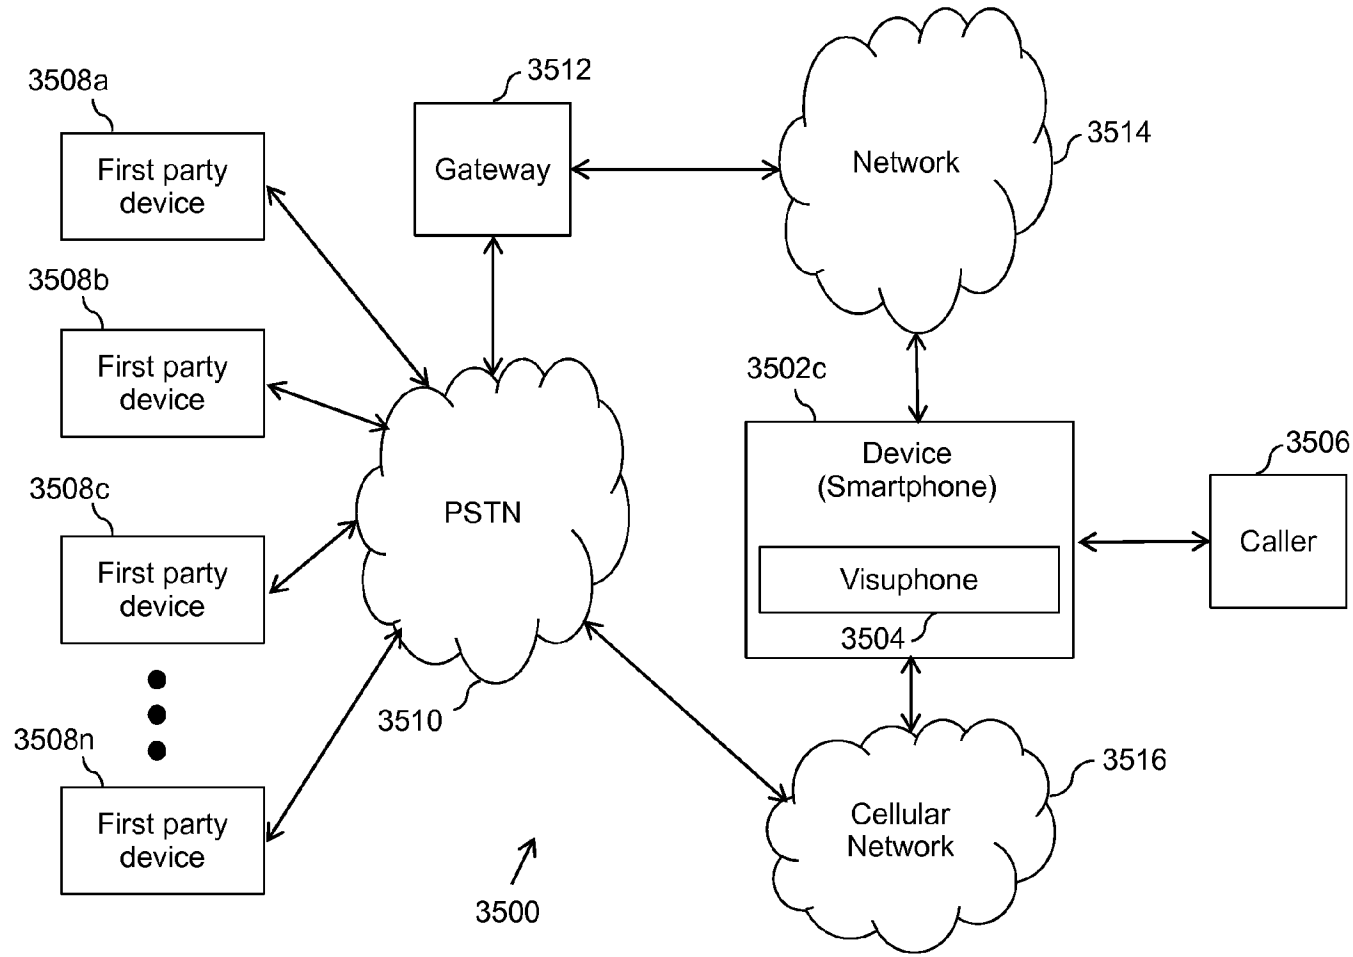 3508a
First party
device
3508b
First party
device
3508c
First party
device
3508n
First party
device
3512
Gateway
Network
3514
PSTN
3510
3502c
Device
(Smartphone)
Visuphone
3504
3506
Caller
3516
Cellular
Network
3500